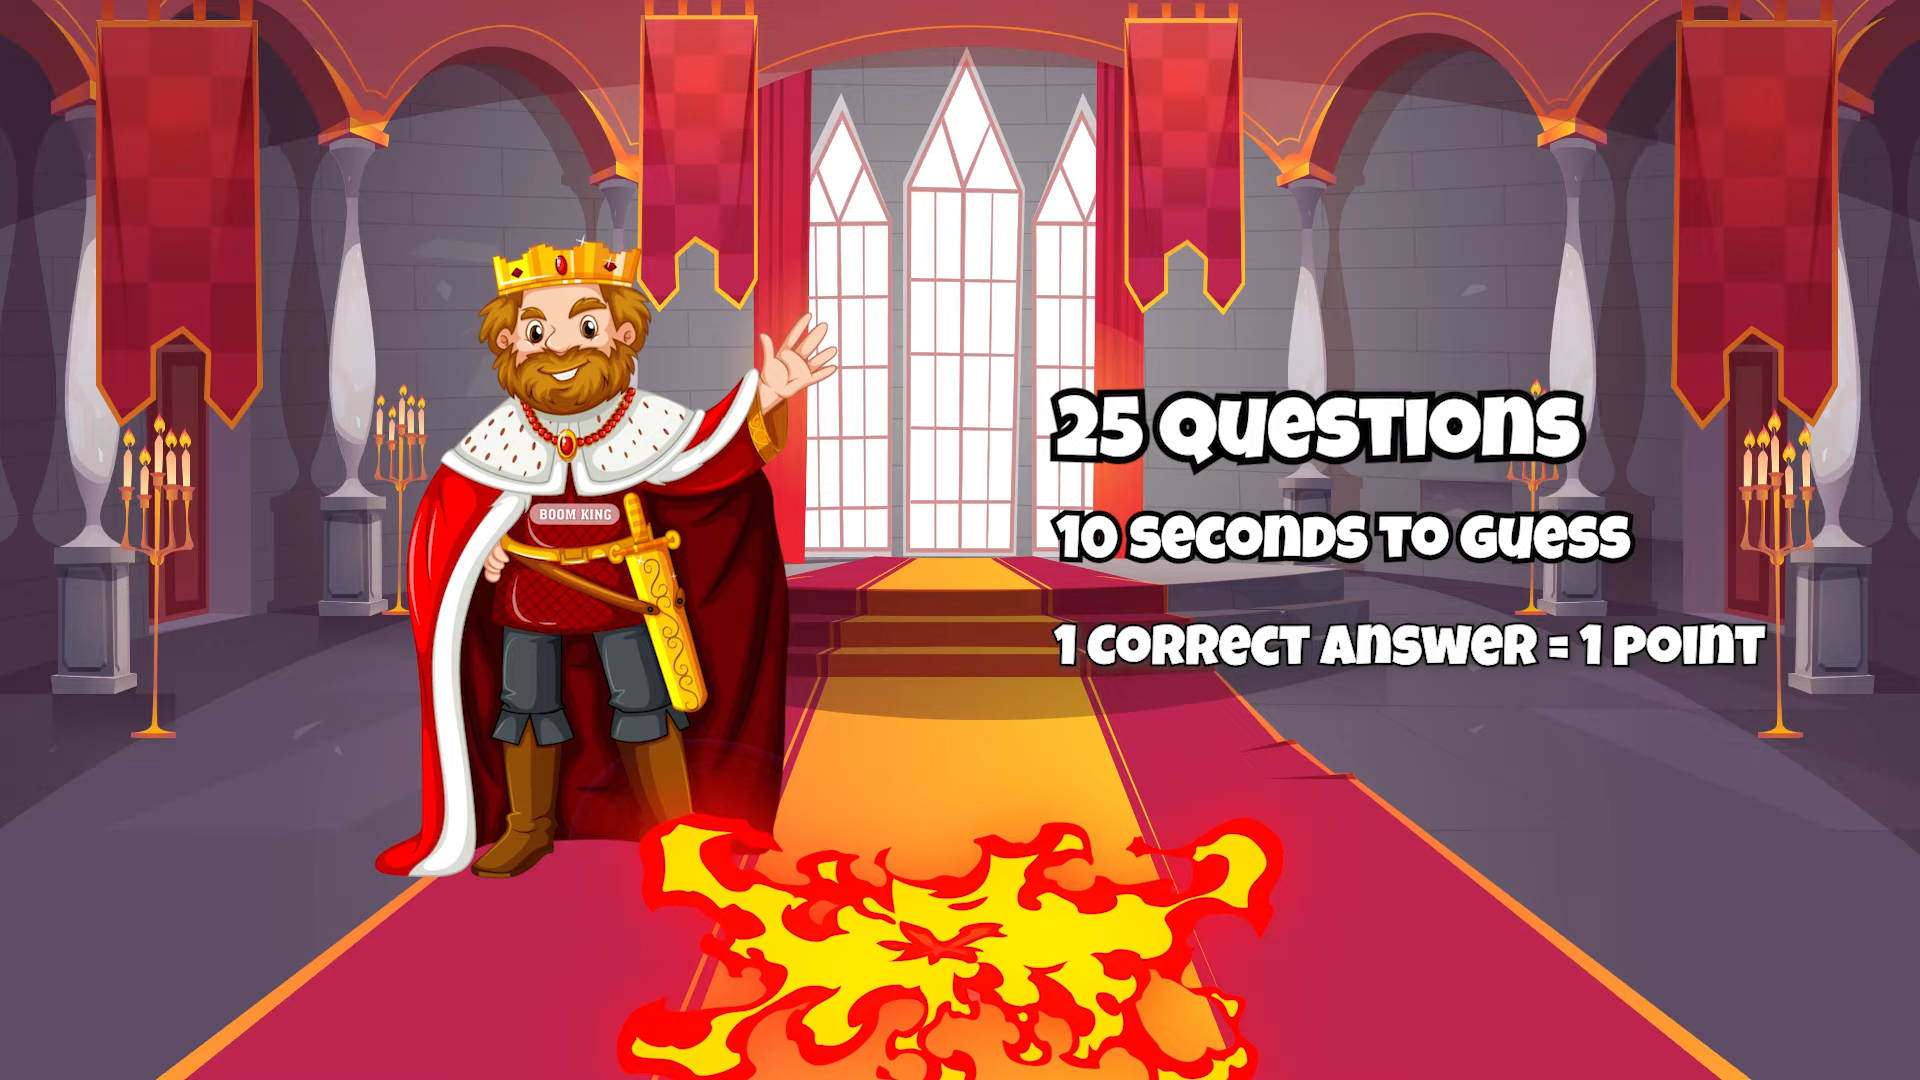 25 QUESTIONS
10 SECONDS TO GUESS
1 CORRECT ANSWER = 1 POINT
BOOM KING